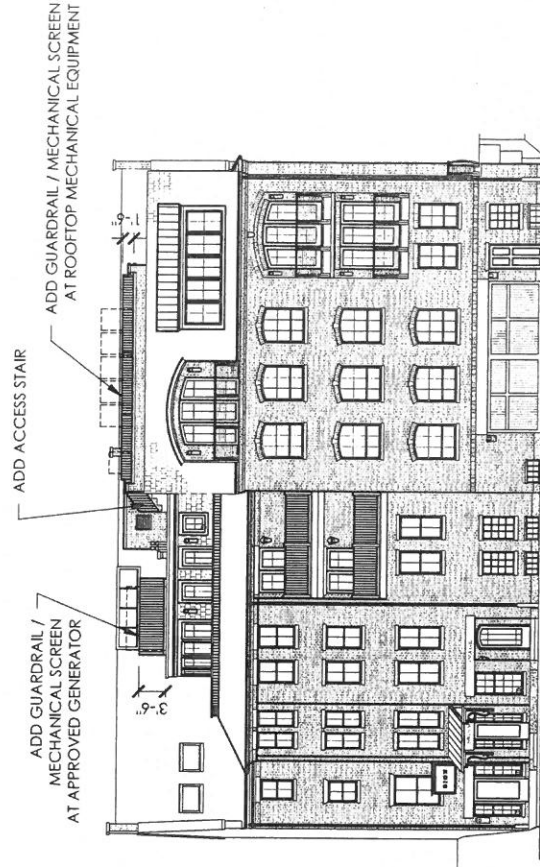 ADD GUARDRAIL /
MECHANICAL SCREEN
AT APPROVED GENERATOR
ADD ACCESS STAIR
ADD GUARDRAIL / MECHANICAL SCREEN
AT ROOFTOP MECHANICAL EQUIPMENT
3'-6"
1'-6"